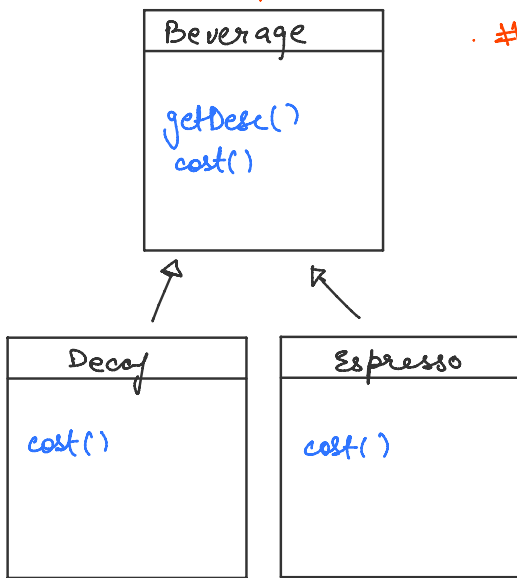 Beverage
#
getDesc()
cost()
Decaf
Espresso
cost()
cost()